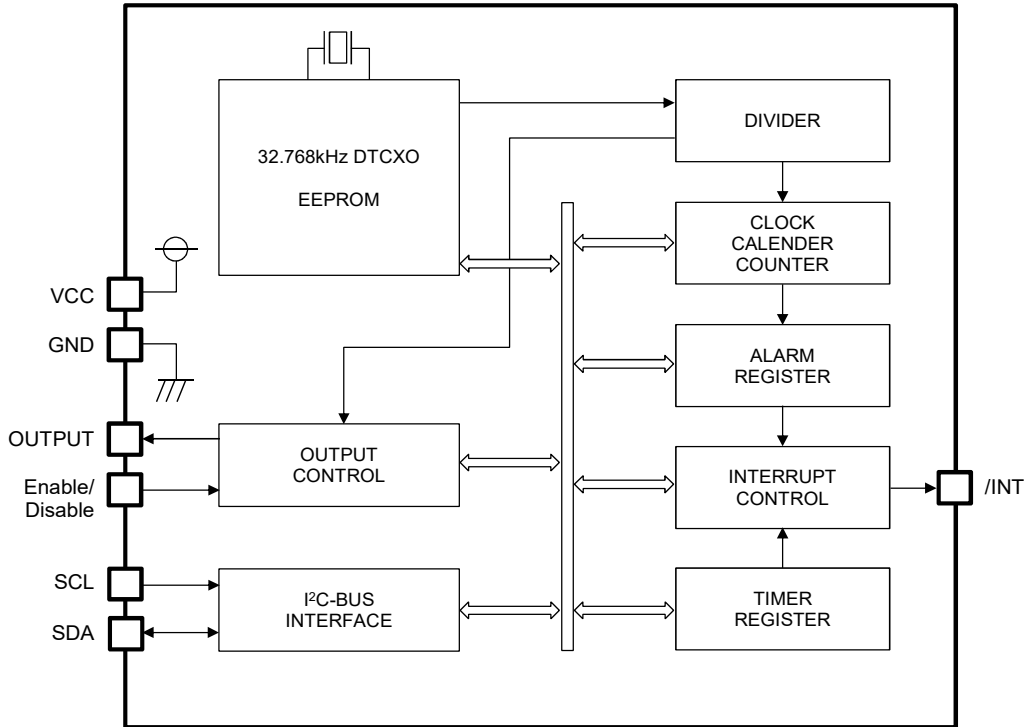 32.768kHz DTCXO
EEPROM
DIVIDER
CLOCK
CALENDER
COUNTER
VCC
GND
ALARM
REGISTER
OUTPUT
Enable/
Disable
OUTPUT
CONTROL
INTERRUPT
CONTROL
/INT
SCL
SDA
I²C-BUS
INTERFACE
TIMER
REGISTER